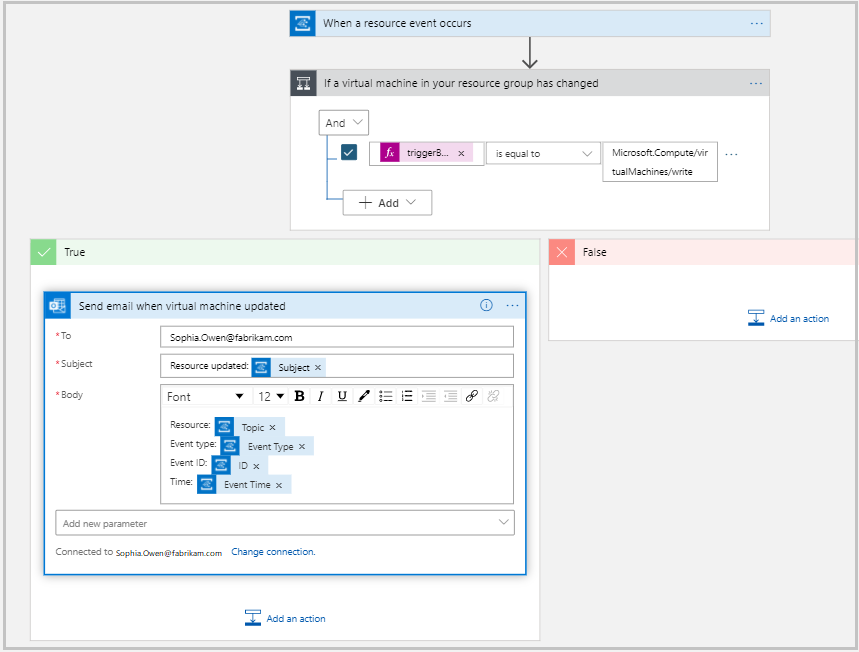 When a resource event occurs
If a virtual machine in your resource group has changed
And
fx triggerB... × is equal to Microsoft.Compute/vir
tualMachines/write
Add
True
False
Send email when virtual machine updated
Add an action
* To Sophia.Owen@fabrikam.com
* Subject Resource updated: Subject ×
* Body Font 12 B I U
Resource: Topic ×
Event type: Event Type ×
Event ID: ID ×
Time: Event Time ×
Add new parameter
Connected to Sophia.Owen@fabrikam.com Change connection.
Add an action